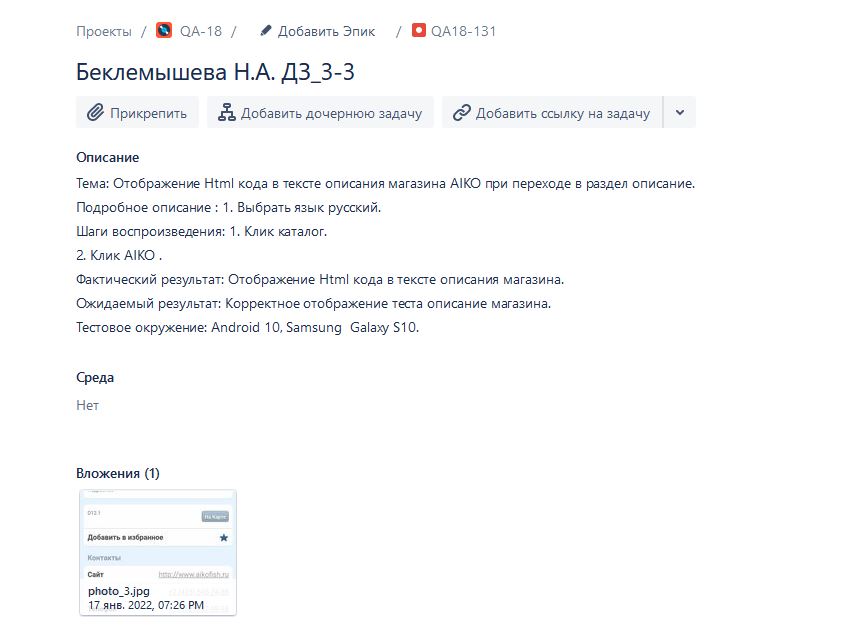 Проекты / QA-18 / Добавить Эпик / QA18-131
Беклемышева Н.А. ДЗ_3-3
Прикрепить Добавить дочернюю задачу Добавить ссылку на задачу
Описание
Тема: Отображение Html кода в тексте описания магазина AIKO при переходе в раздел описание.
Подробное описание : 1. Выбрать язык русский.
Шаги воспроизведения: 1. Клик каталог.
2. Клик AIKO .
Фактический результат: Отображение Html кода в тексте описания магазина.
Ожидаемый результат: Корректное отображение теста описание магазина.
Тестовое окружение: Android 10, Samsung Galaxy S10.
Среда
Нет
Вложения (1)
На Карте
Добавить в избранное
Контакты
Сайт http://www.aikofish.ru
photo_3.jpg
17 янв. 2022, 07:26 PM